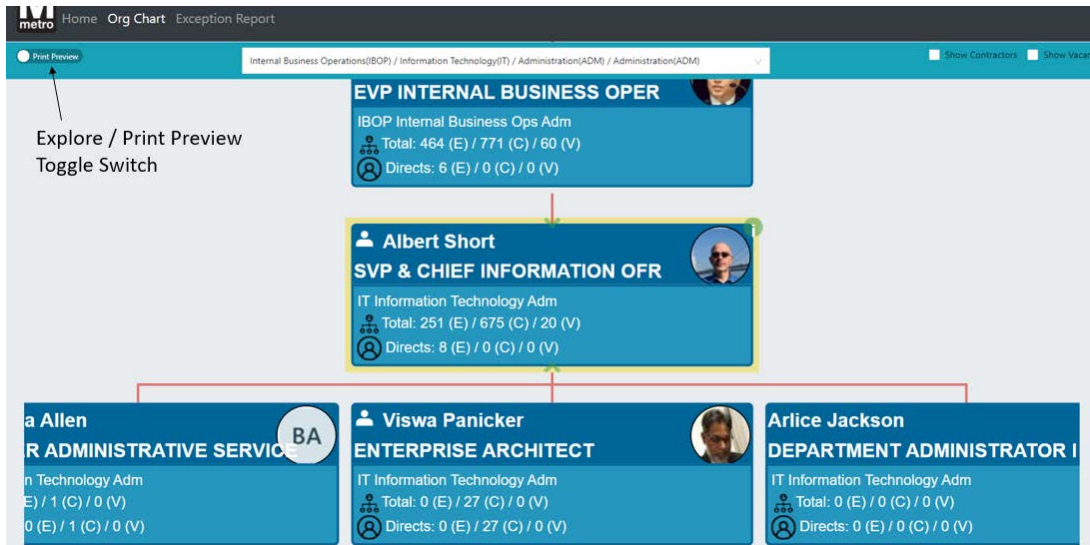 metro Home Org Chart Exception Report
Print Preview
Internal Business Operations(IBOP) / Information Technology(IT) / Administration(ADM) / Administration(ADM)
Show Contractors
Show Vacan
Explore / Print Preview
Toggle Switch
EVP INTERNAL BUSINESS OPER
IBOP Internal Business Ops Adm
Total: 464 (E) / 771 (C) / 60 (V)
Directs: 6 (E) / 0 (C) / 0 (V)
Albert Short
i
SVP & CHIEF INFORMATION OFR
IT Information Technology Adm
Total: 251 (E) / 675 (C) / 20 (V)
Directs: 8 (E) / 0 (C) / 0 (V)
a Allen
BA
R ADMINISTRATIVE SERVICE
n Technology Adm
E) / 1 (C) / 0 (V)
0 (E) / 1 (C) / 0 (V)
Viswa Panicker
ENTERPRISE ARCHITECT
IT Information Technology Adm
Total: 0 (E) / 27 (C) / 0 (V)
Directs: 0 (E) / 27 (C) / 0 (V)
Arlice Jackson
DEPARTMENT ADMINISTRATOR I
IT Information Technology Adm
Total: 0 (E) / 0 (C) / 0 (V)
Directs: 0 (E) / 0 (C) / 0 (V)